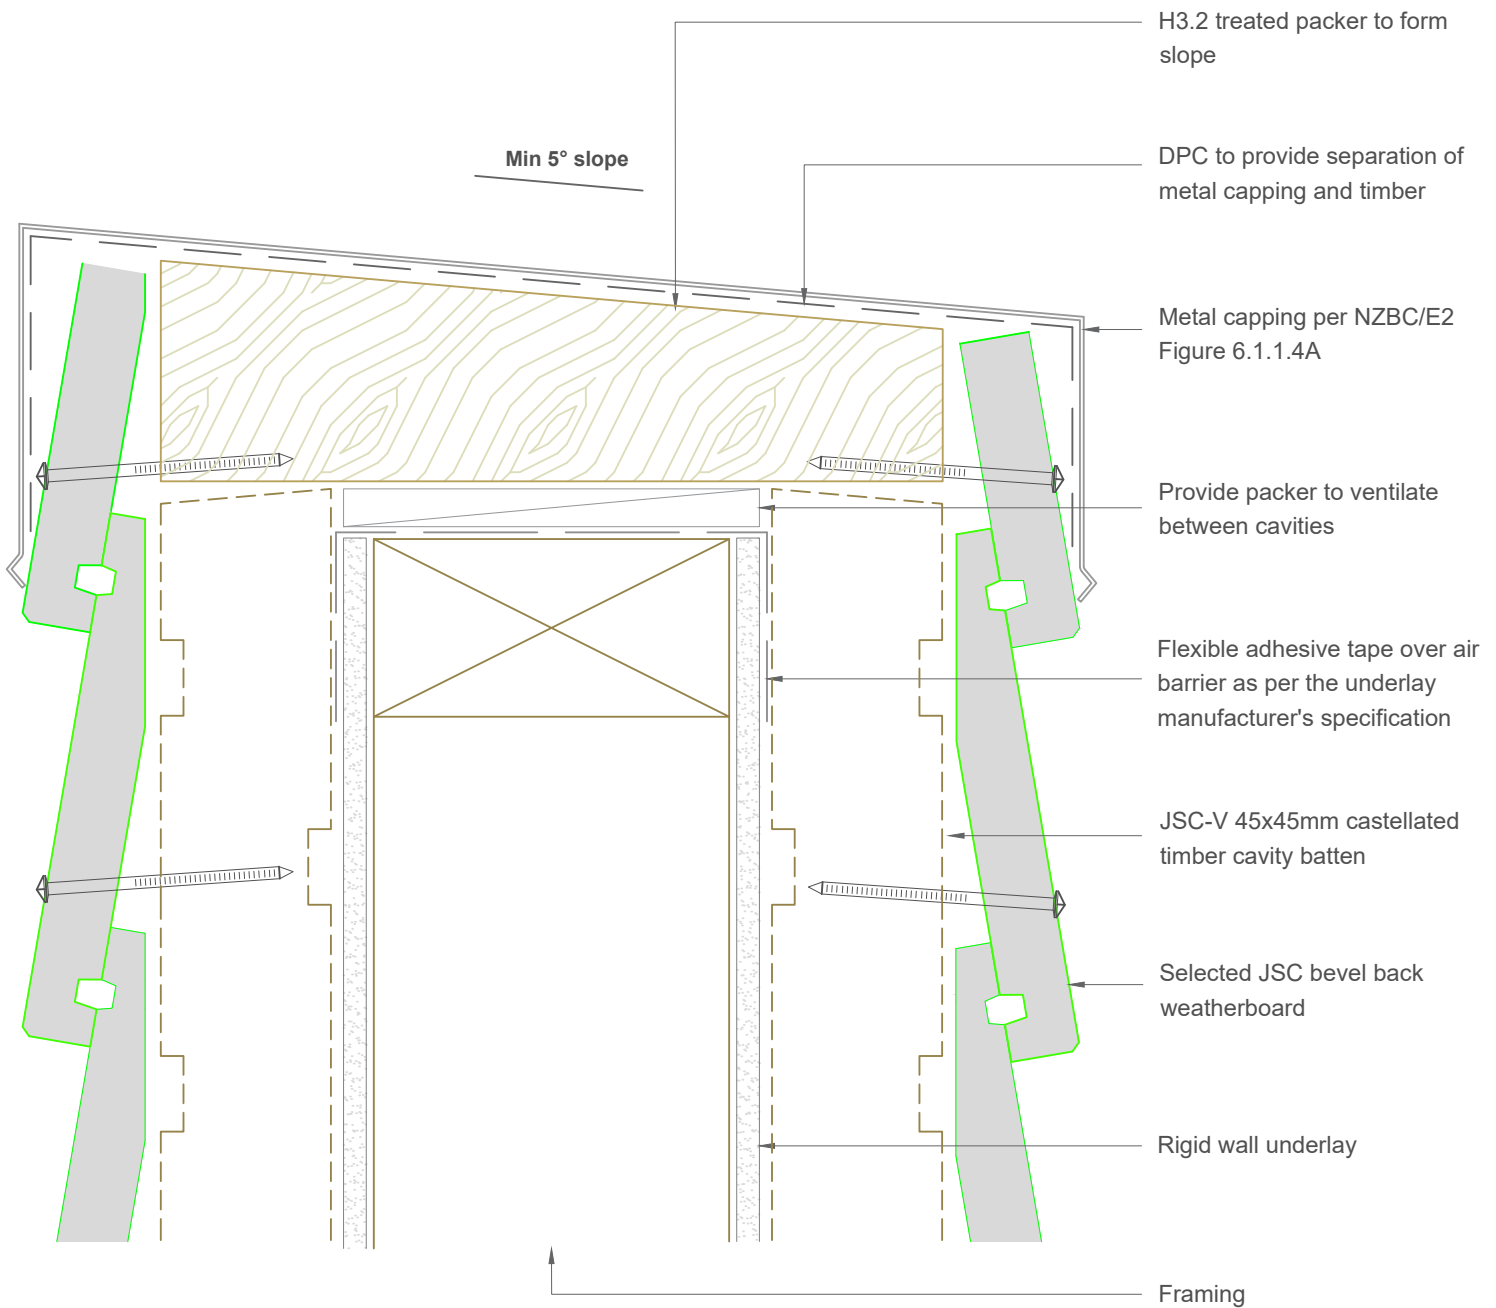 H3.2 treated packer to form
slope
Min 5° slope
DPC to provide separation of
metal capping and timber
Metal capping per NZBC/E2
Figure 6.1.1.4A
Provide packer to ventilate
between cavities
Flexible adhesive tape over air
barrier as per the underlay
manufacturer's specification
JSC-V 45x45mm castellated
timber cavity batten
Selected JSC bevel back
weatherboard
Rigid wall underlay
Framing